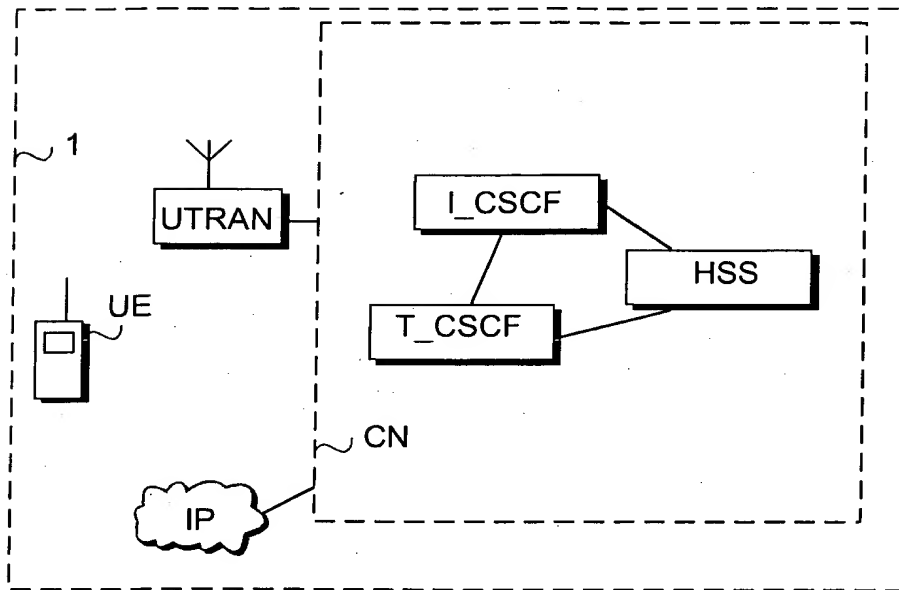 1
UTRAN
I_CSCF
HSS
UE
T_CSCF
CN
IP